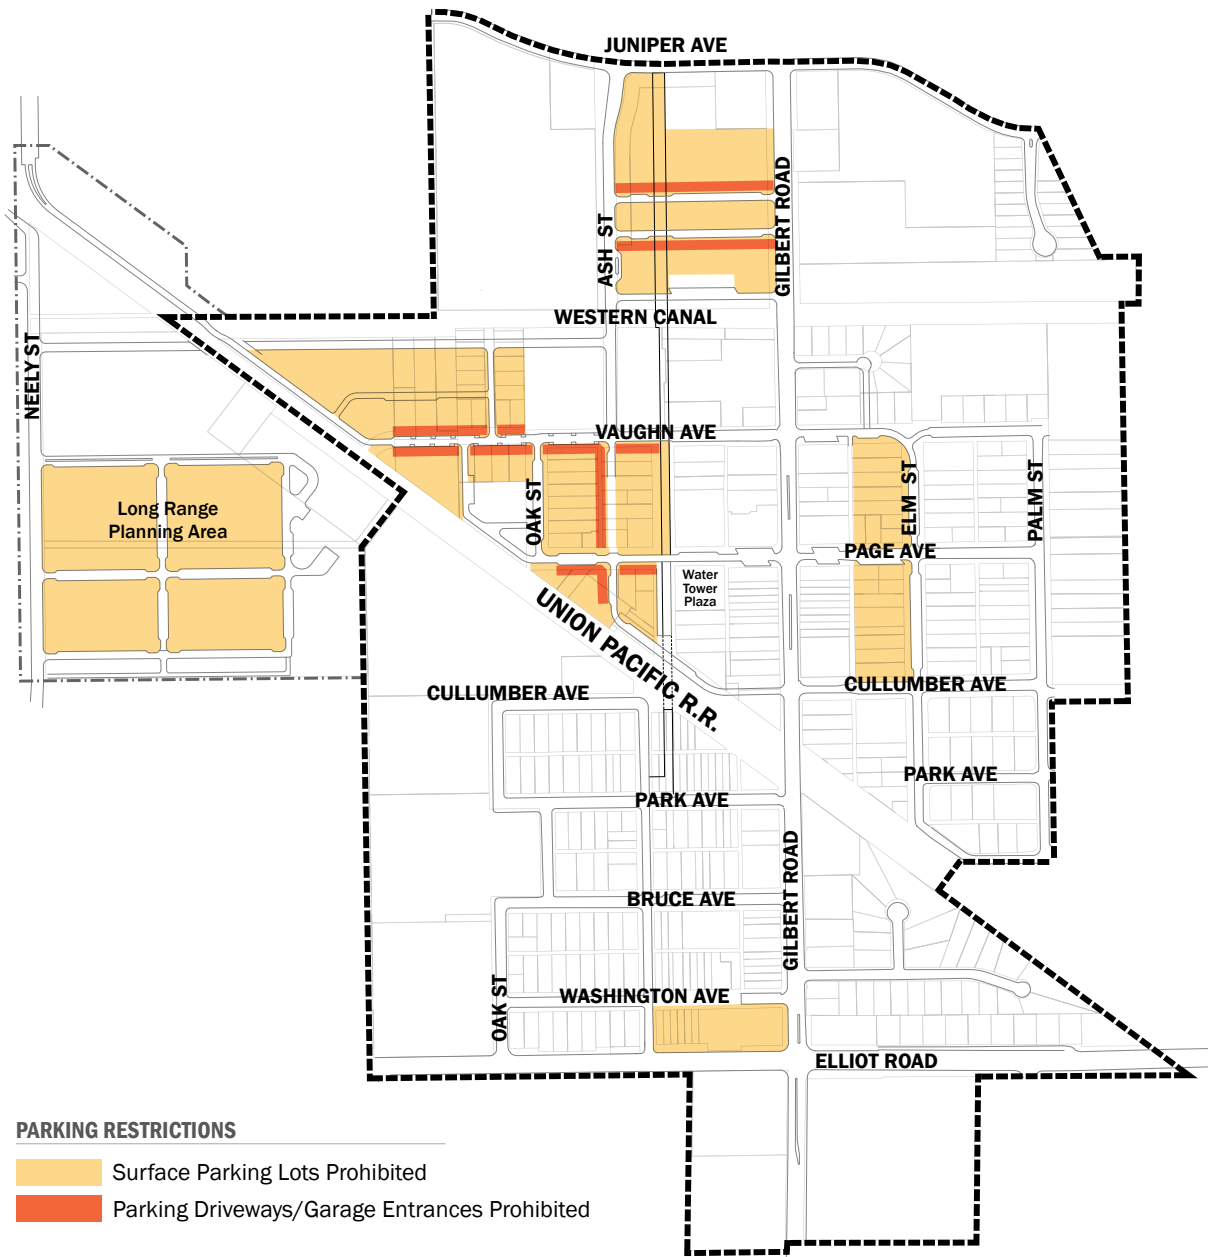 JUNIPER AVE
GILBERT ROAD
ASH ST
WESTERN CANAL
NEELY ST
VAUGHN AVE
ELM ST
PALM ST
OAK ST
Long Range
Planning Area
PAGE AVE
Water
Tower
Plaza
UNION PACIFIC R.R.
CULLUMBER AVE
CULLUMBER AVE
PARK AVE
PARK AVE
GILBERT ROAD
BRUCE AVE
OAK ST
WASHINGTON AVE
ELLIOT ROAD
PARKING RESTRICTIONS
Surface Parking Lots Prohibited
Parking Driveways/Garage Entrances Prohibited